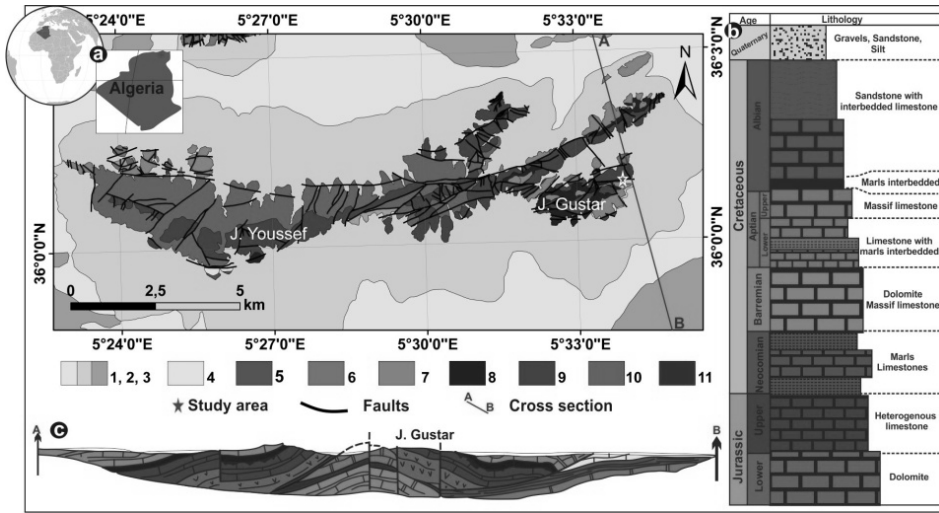 a
Algeria
5°24'0"E
5°27'0"E
5°30'0"E
5°33'0"E
A
N
36°3'0"N
36°0'0"N
J. Youssef
J. Gustar
36°0'0"N
0 2,5 5
km
B
5°24'0"E
5°27'0"E
5°30'0"E
5°33'0"E
1, 2, 3
4
5
6
7
8
9
10
11
Study area
Faults
A
B
Cross section
c
A
J. Gustar
B
b
Age
Lithology
Quaternary
Gravels, Sandstone,
Silt
Cretaceous
Albian
Sandstone with
interbedded limestone
Marls interbedded
Aptian
Upper
Massif limestone
Lower
Limestone with
marls interbedded
Barremian
Dolomite
Massif limestone
Neocomian
Marls
Limestones
Jurassic
Upper
Heterogenous
limestone
Lower
Dolomite